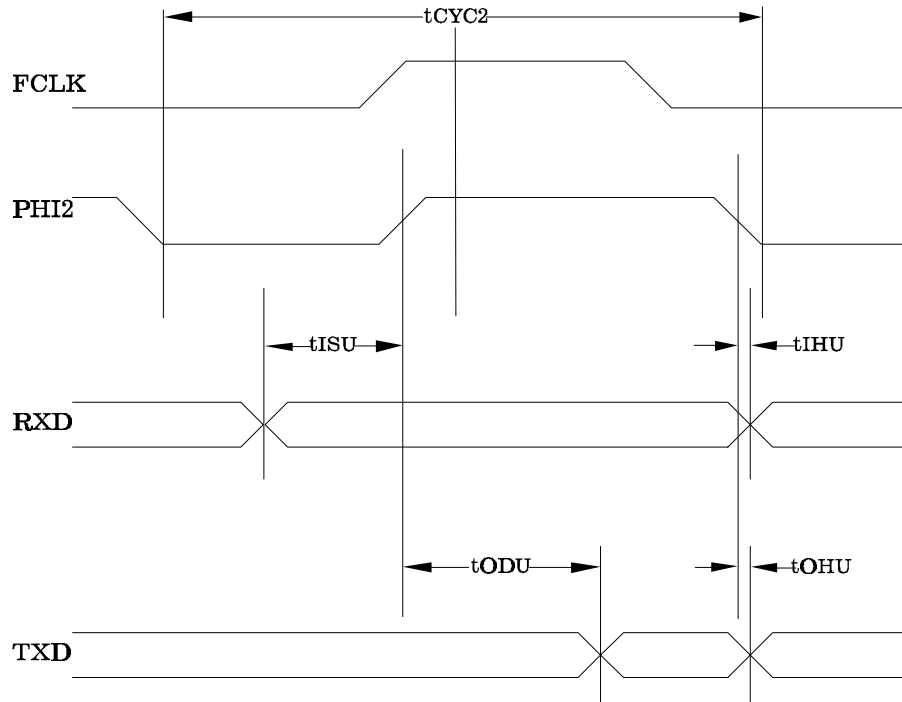 tCYC2
FCLK
PHI2
tISU
tIHU
RXD
tODU
tOHU
TXD